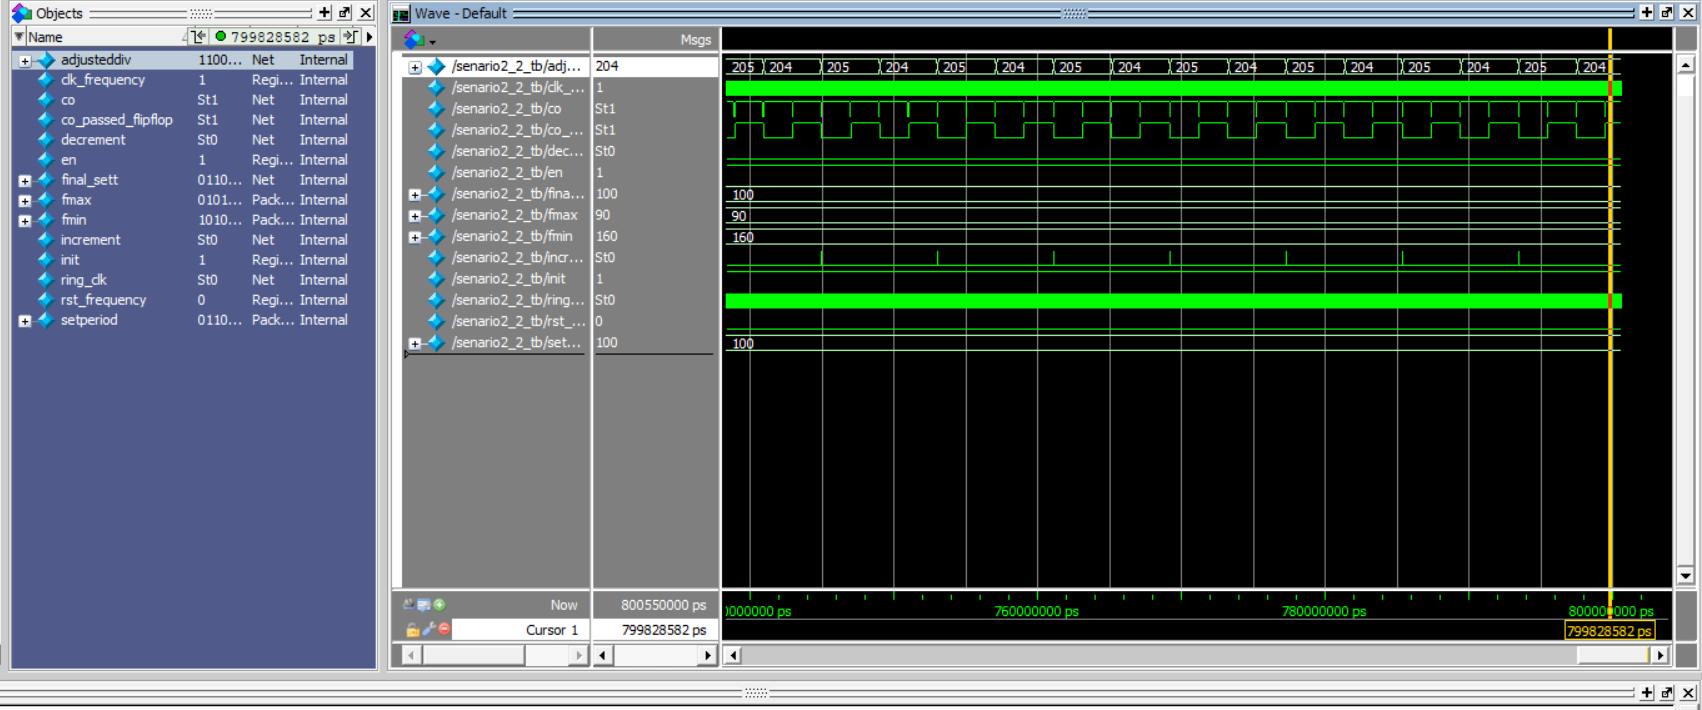 Objects
Name 799828582 ps
adjusteddiv 1100... Net Internal
clk_frequency 1 Regi... Internal
co St1 Net Internal
co_passed_flipflop St1 Net Internal
decrement St0 Net Internal
en 1 Regi... Internal
final_sett 0110... Net Internal
fmax 0101... Pack... Internal
fmin 1010... Pack... Internal
increment St0 Net Internal
init 1 Regi... Internal
ring_clk St0 Net Internal
rst_frequency 0 Regi... Internal
setperiod 0110... Pack... Internal
Wave - Default
Msgs
/senario2_2_tb/adj... 204 205 204 205 204 205 204 205 204 205 204 205 204 205 204 205 204
/senario2_2_tb/clk_... 1
/senario2_2_tb/co St1
/senario2_2_tb/co_... St1
/senario2_2_tb/dec... St0
/senario2_2_tb/en 1
/senario2_2_tb/fina... 100 100
/senario2_2_tb/fmax 90 90
/senario2_2_tb/fmin 160 160
/senario2_2_tb/incr... St0
/senario2_2_tb/init 1
/senario2_2_tb/ring... St0
/senario2_2_tb/rst_... 0
/senario2_2_tb/set... 100 100
Now 800550000 ps 0000000 ps 760000000 ps 780000000 ps
Cursor 1 799828582 ps 799828582 ps